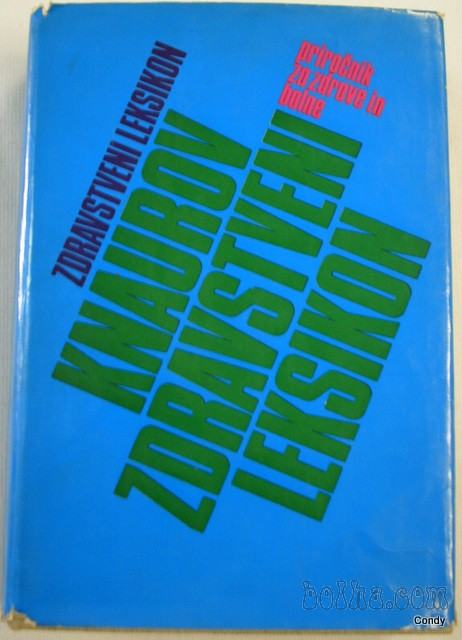 ZDRAVSTVENI LEKSIKON
priročnik
za zdrave in
bolne
KNAUROV
ZDRAVSTVENI
LEKSIKON
bolha.com
Condy